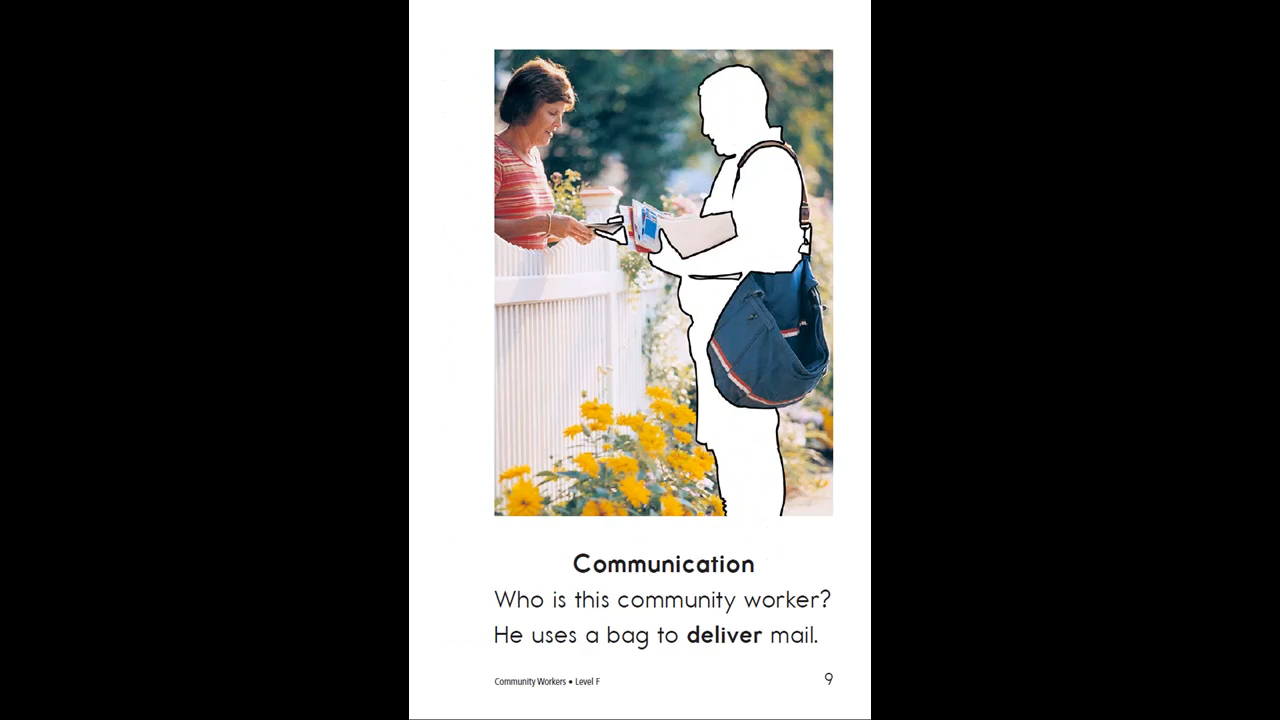 Communication
Who is this community worker?
He uses a bag to deliver mail.
Community Workers • Level F
9